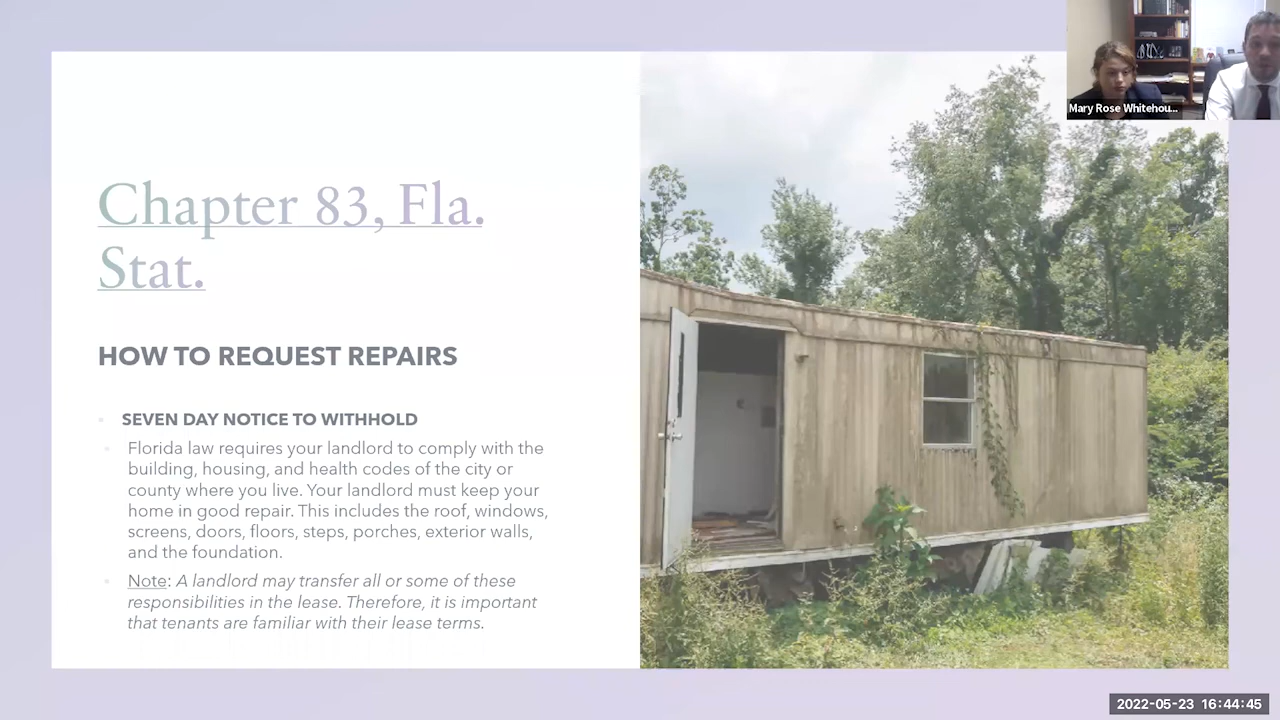 Mary Rose Whitehou...
Chapter 83, Fla.
Stat.
HOW TO REQUEST REPAIRS
SEVEN DAY NOTICE TO WITHHOLD
Florida law requires your landlord to comply with the
building, housing, and health codes of the city or
county where you live. Your landlord must keep your
home in good repair. This includes the roof, windows,
screens, doors, floors, steps, porches, exterior walls,
and the foundation.
Note: A landlord may transfer all or some of these
responsibilities in the lease. Therefore, it is important
that tenants are familiar with their lease terms.
2022-05-23 16:44:45